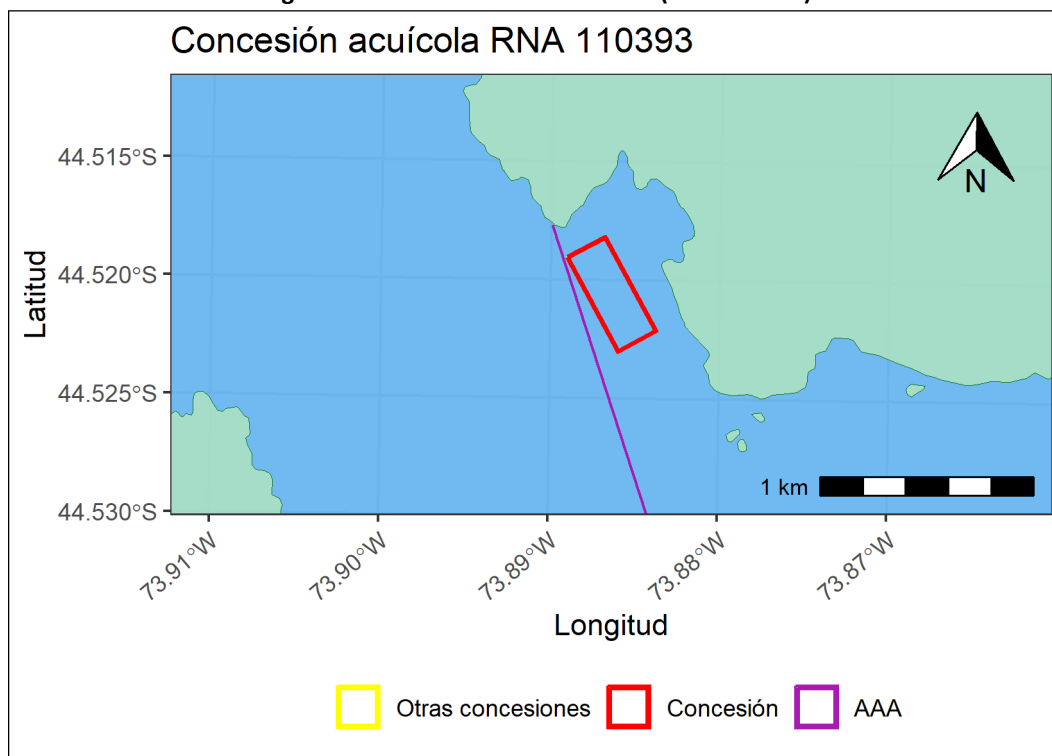 Concesión acuícola RNA 110393
N
44.515°S
44.520°S
44.525°S
44.530°S
Latitud
1 km
73.91°W
73.90°W
73.89°W
73.88°W
73.87°W
Longitud
Otras concesiones
Concesión
AAA